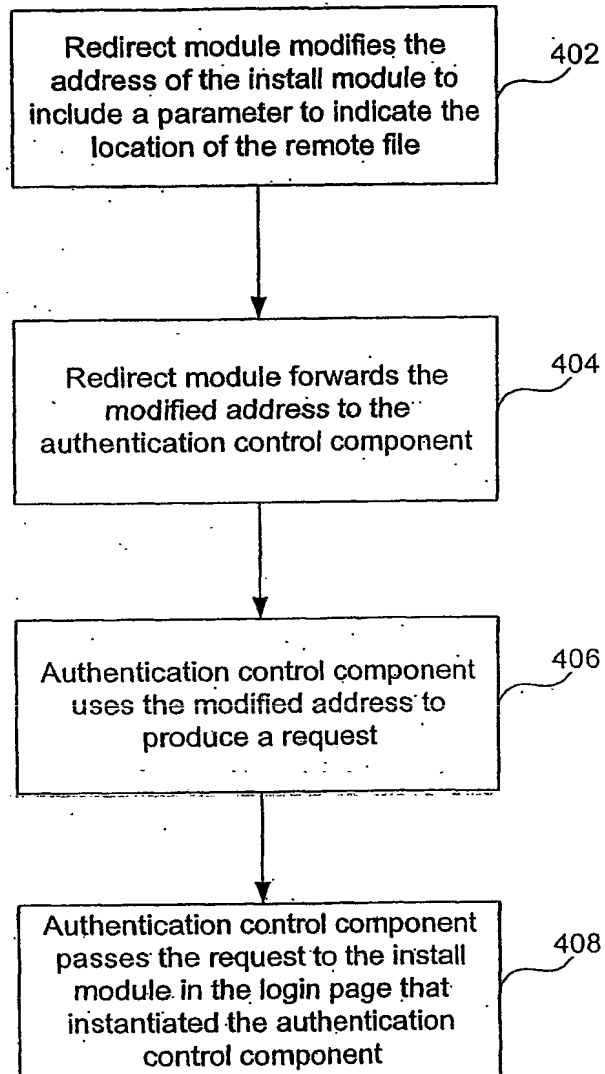 Redirect module modifies the
address of the install module to
include a parameter to indicate the
location of the remote file
402
Redirect module forwards the
modified address to the
authentication control component
404
Authentication control component
uses the modified address to
produce a request
406
Authentication control component
passes the request to the install
module in the login page that
instantiated the authentication
control component
408